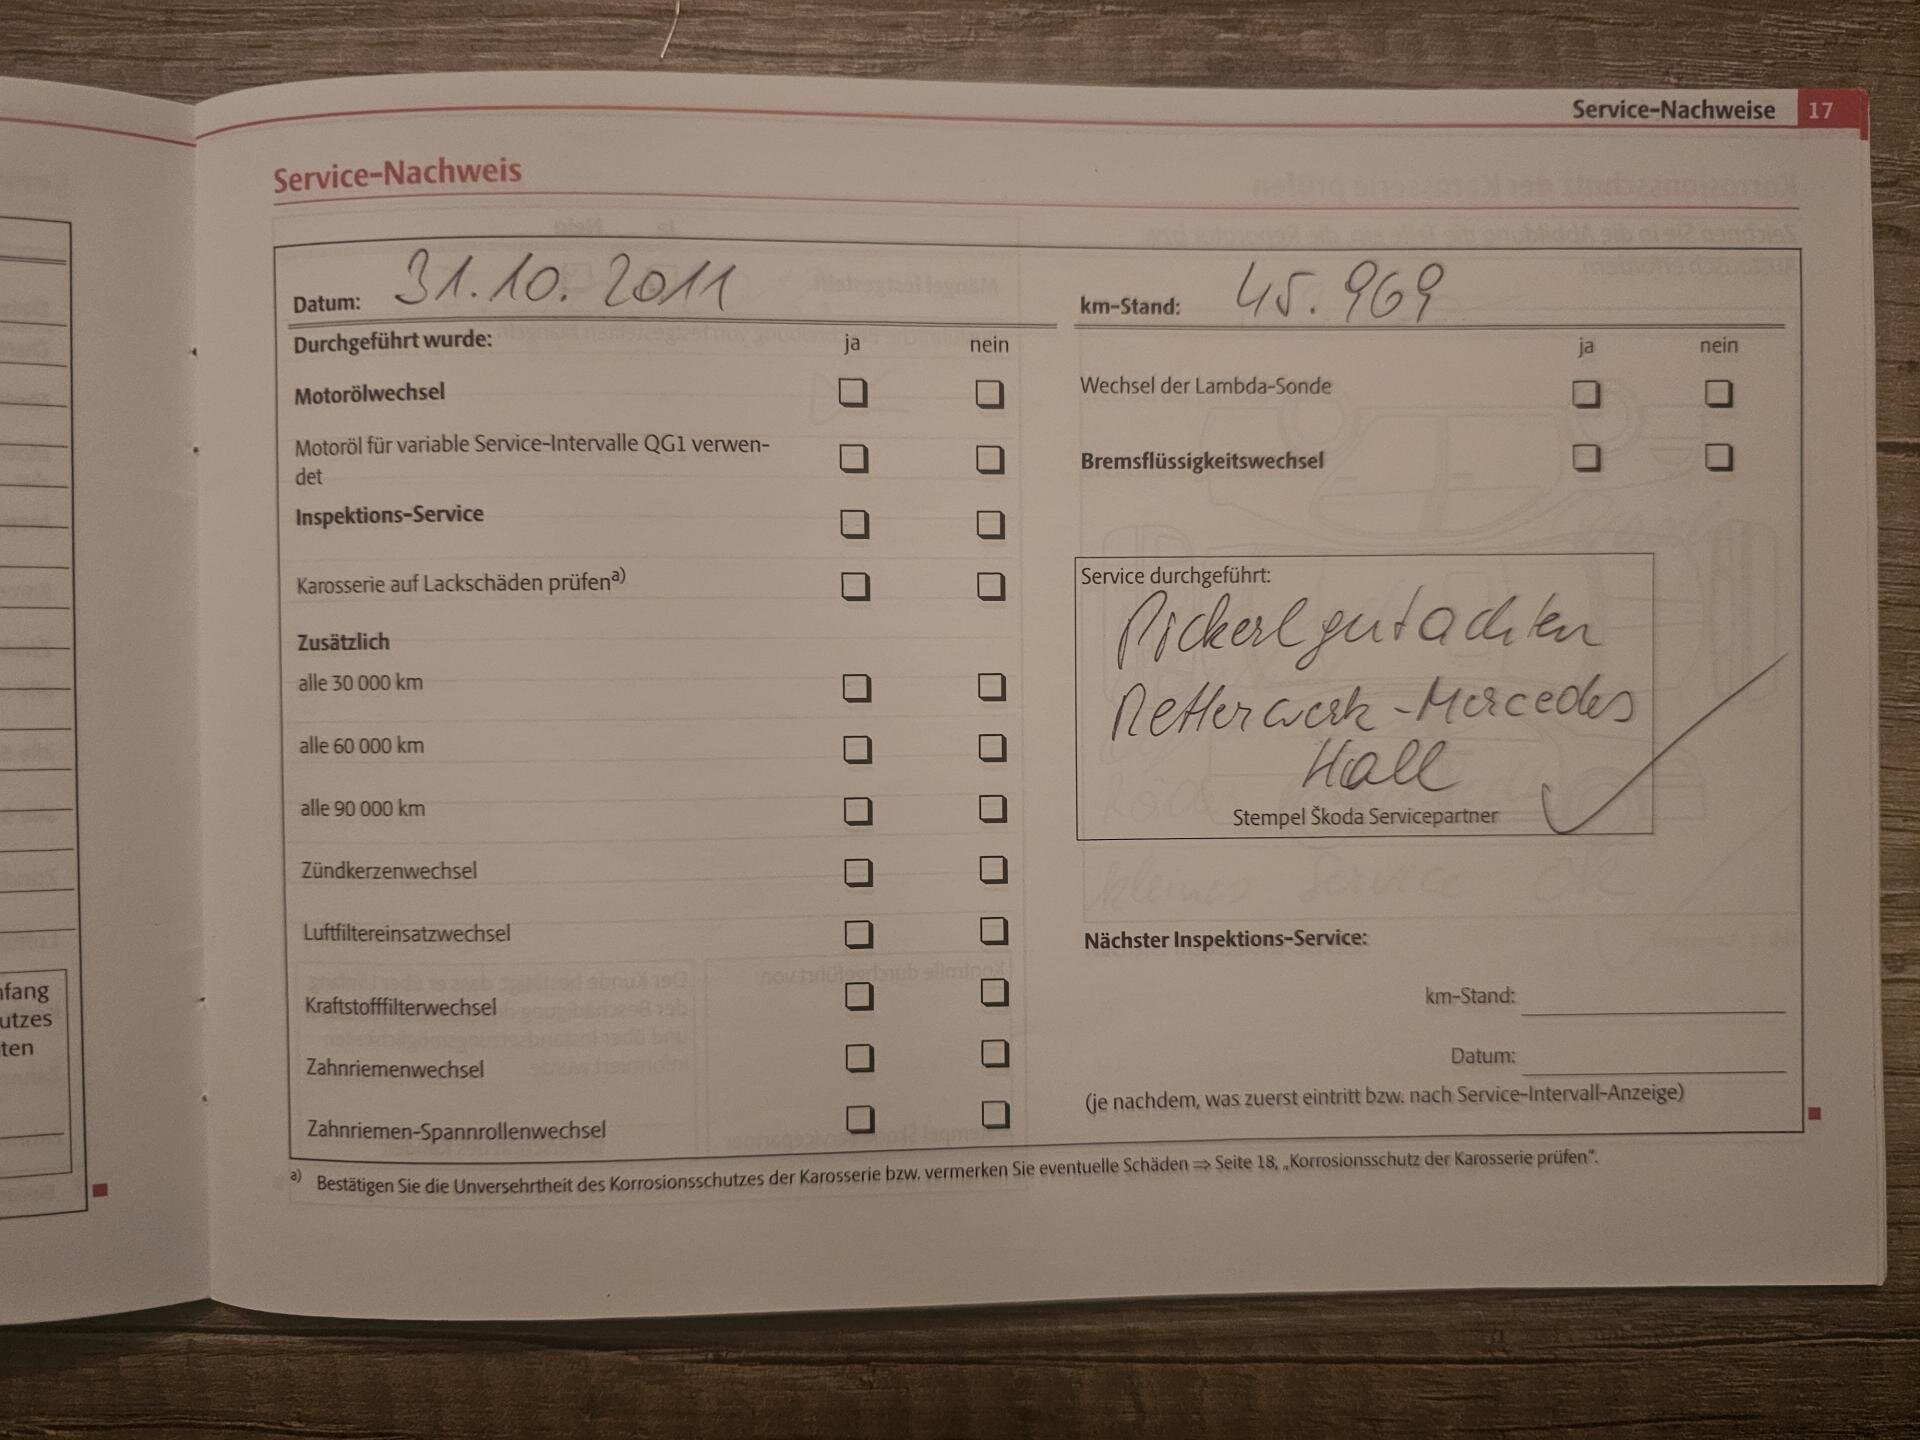 Service-Nachweise 17
Service-Nachweis
Datum: 31.10.2011
km-Stand: 45.969
Durchgeführt wurde: ja nein
Motorölwechsel
Motoröl für variable Service-Intervalle QG1 verwen-
det
Inspektions-Service
Karosserie auf Lackschäden prüfen a)
Zusätzlich
alle 30 000 km
alle 60 000 km
alle 90 000 km
Zündkerzenwechsel
Luftfiltereinsatzwechsel
Kraftstofffilterwechsel
Zahnriemenwechsel
Zahnriemen-Spannrollenwechsel
ja nein
Wechsel der Lambda-Sonde
Bremsflüssigkeitswechsel
Service durchgeführt:
Pickerlgutachten
Retterwerk-Mercedes
Hall
Stempel Škoda Servicepartner
Nächster Inspektions-Service:
km-Stand:
Datum:
(je nachdem, was zuerst eintritt bzw. nach Service-Intervall-Anzeige)
a) Bestätigen Sie die Unversehrtheit des Korrosionsschutzes der Karosserie bzw. vermerken Sie eventuelle Schäden ⇒ Seite 18, „Korrosionsschutz der Karosserie prüfen“.
nfang
utzes
ten